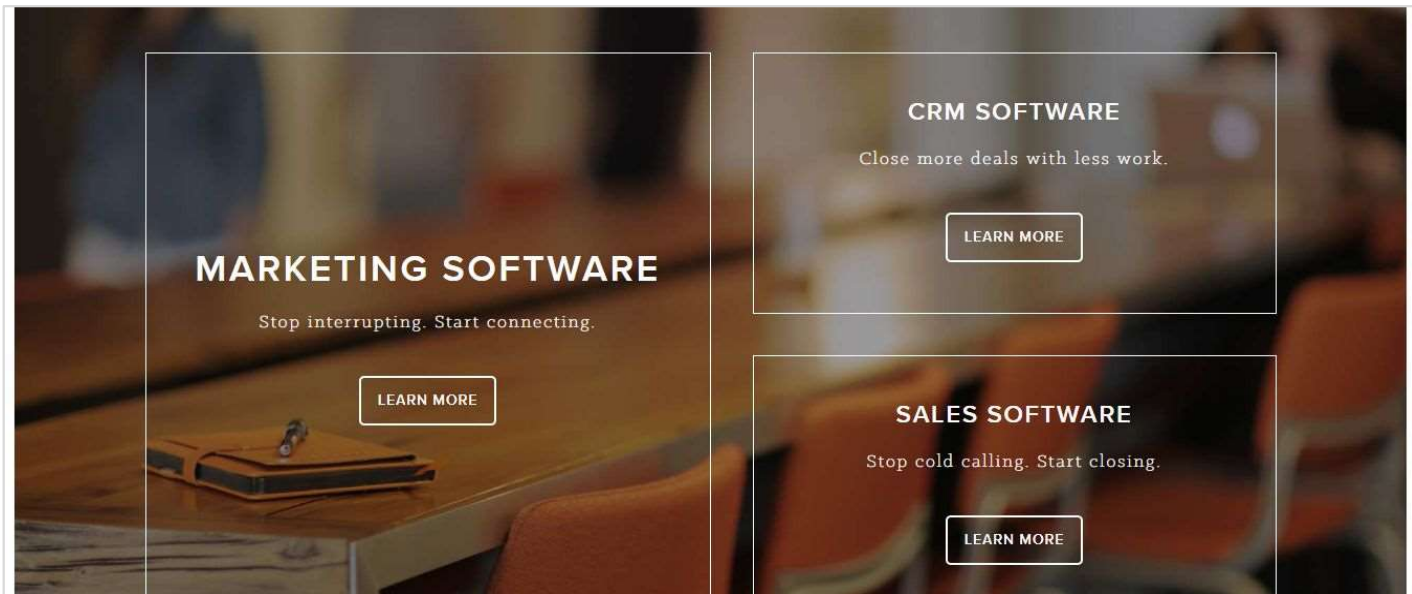 MARKETING SOFTWARE
Stop interrupting. Start connecting.
LEARN MORE
CRM SOFTWARE
Close more deals with less work.
LEARN MORE
SALES SOFTWARE
Stop cold calling. Start closing.
LEARN MORE